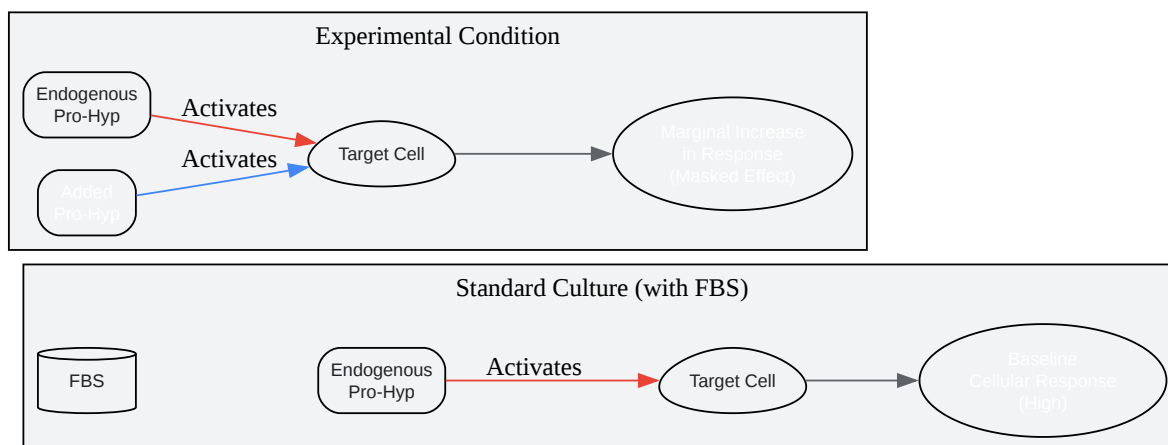 Experimental Condition
Endogenous
Pro-Hyp
Activates
Added
Pro-Hyp
Activates
Target Cell
Marginal Increase
in Response
(Masked Effect)
Standard Culture (with FBS)
FBS
Endogenous
Pro-Hyp
Activates
Target Cell
Baseline
Cellular Response
(High)